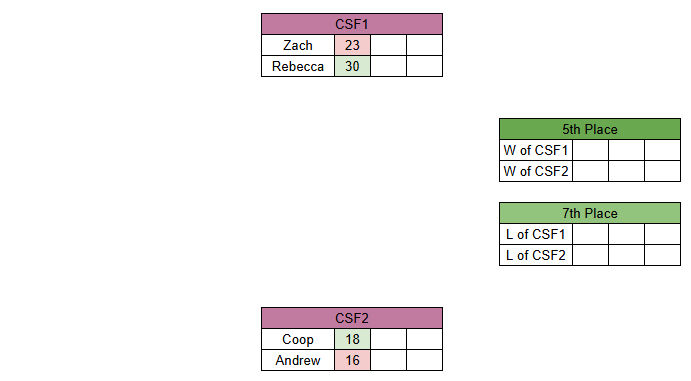 CSF1
Zach 23
Rebecca 30
5th Place
W of CSF1
W of CSF2
7th Place
L of CSF1
L of CSF2
CSF2
Coop 18
Andrew 16